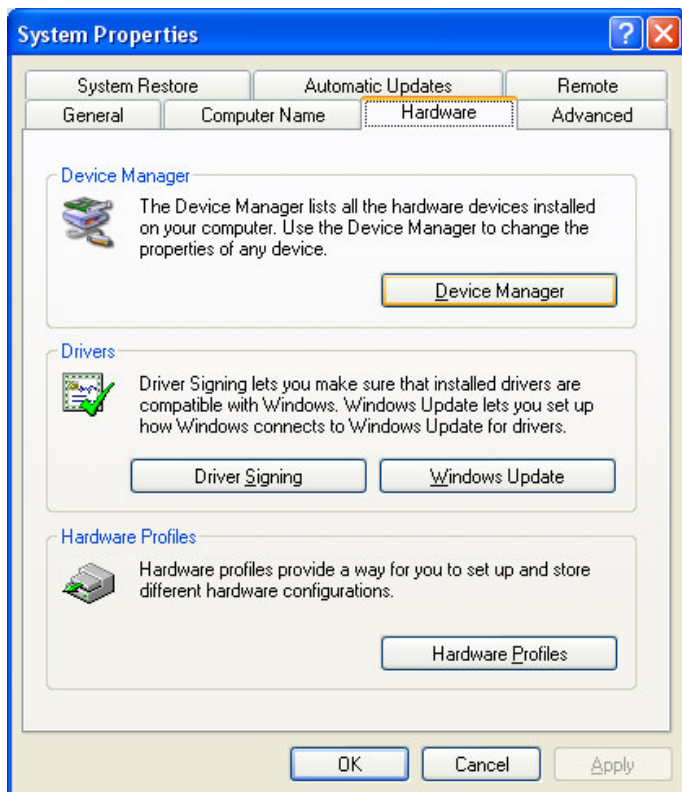 System Properties
System Restore Automatic Updates Remote
General Computer Name Hardware Advanced
Device Manager
The Device Manager lists all the hardware devices installed
on your computer. Use the Device Manager to change the
properties of any device.
Device Manager
Drivers
Driver Signing lets you make sure that installed drivers are
compatible with Windows. Windows Update lets you set up
how Windows connects to Windows Update for drivers.
Driver Signing Windows Update
Hardware Profiles
Hardware profiles provide a way for you to set up and store
different hardware configurations.
Hardware Profiles
OK Cancel Apply